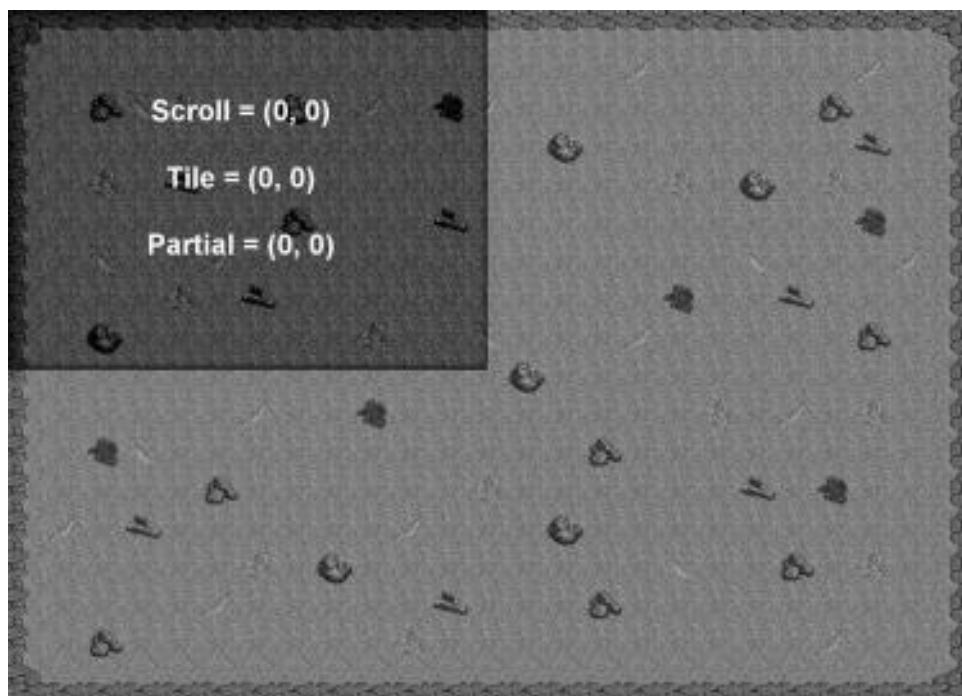 Scroll = (0, 0)
Tile = (0, 0)
Partial = (0, 0)